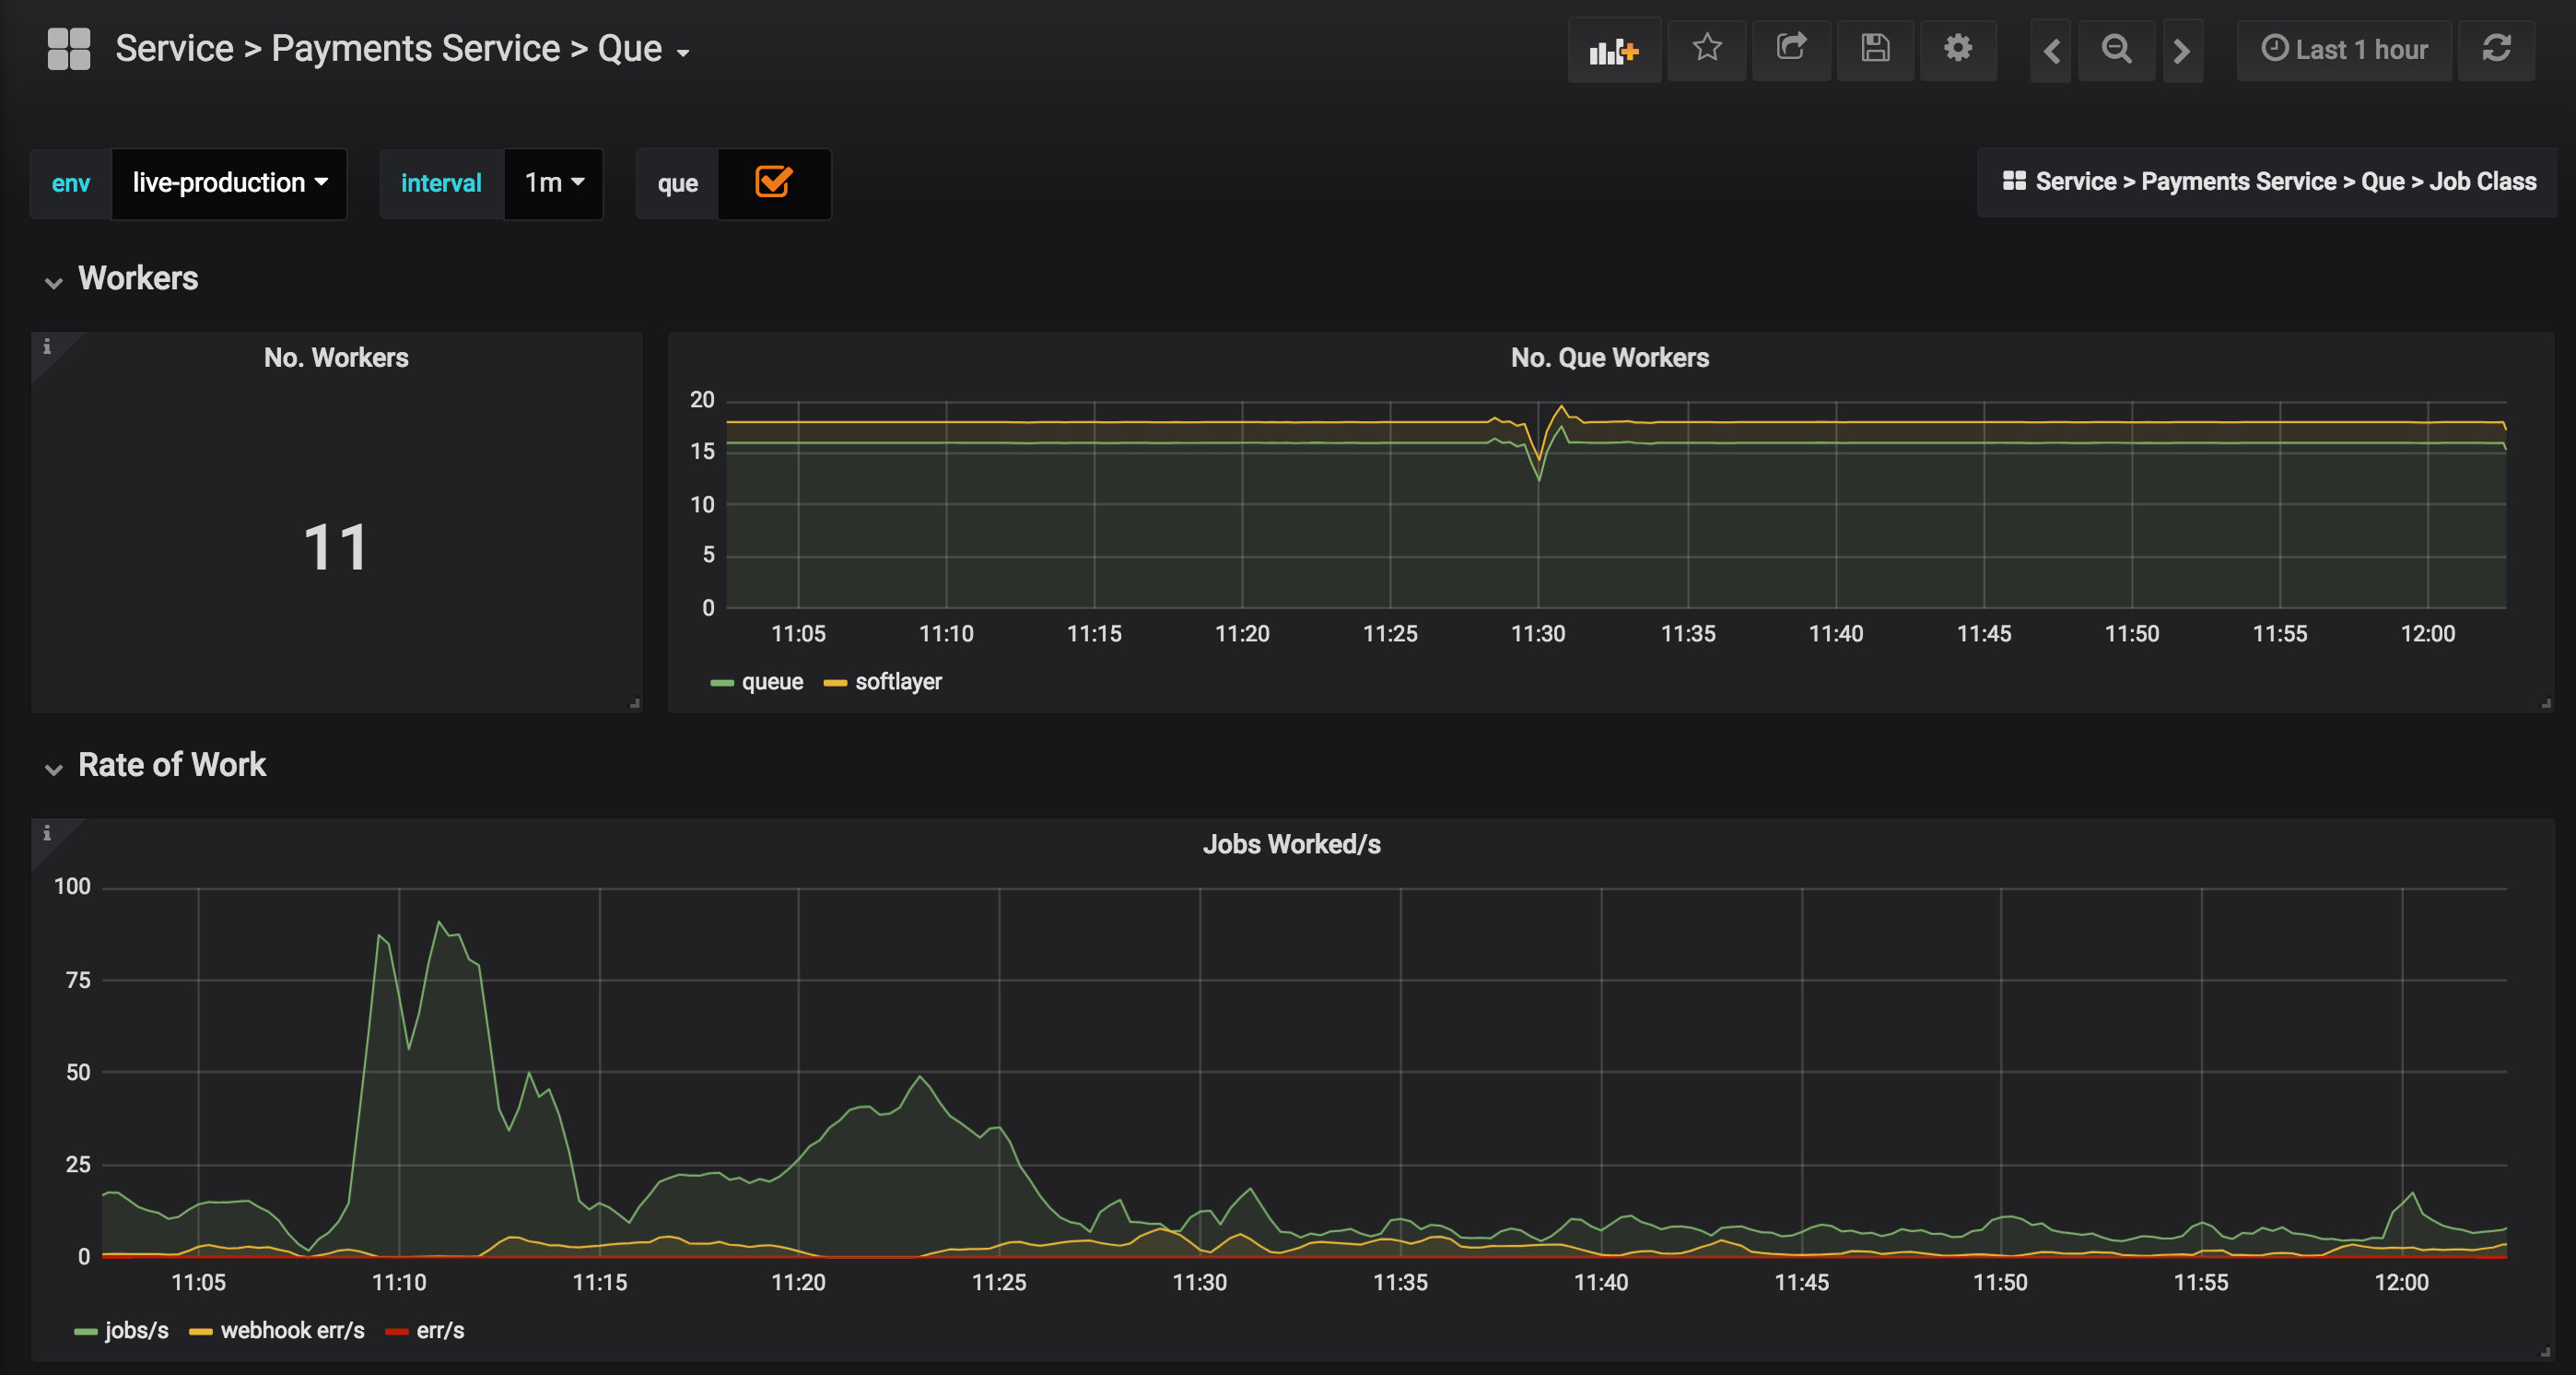 Service > Payments Service > Que
Last 1 hour
env live-production interval 1m que
Service > Payments Service > Que > Job Class
Workers
i
No. Workers
11
No. Que Workers
20
15
10
5
0
11:05 11:10 11:15 11:20 11:25 11:30 11:35 11:40 11:45 11:50 11:55 12:00
queue softlayer
Rate of Work
i
Jobs Worked/s
100
75
50
25
0
11:05 11:10 11:15 11:20 11:25 11:30 11:35 11:40 11:45 11:50 11:55 12:00
jobs/s webhook err/s err/s